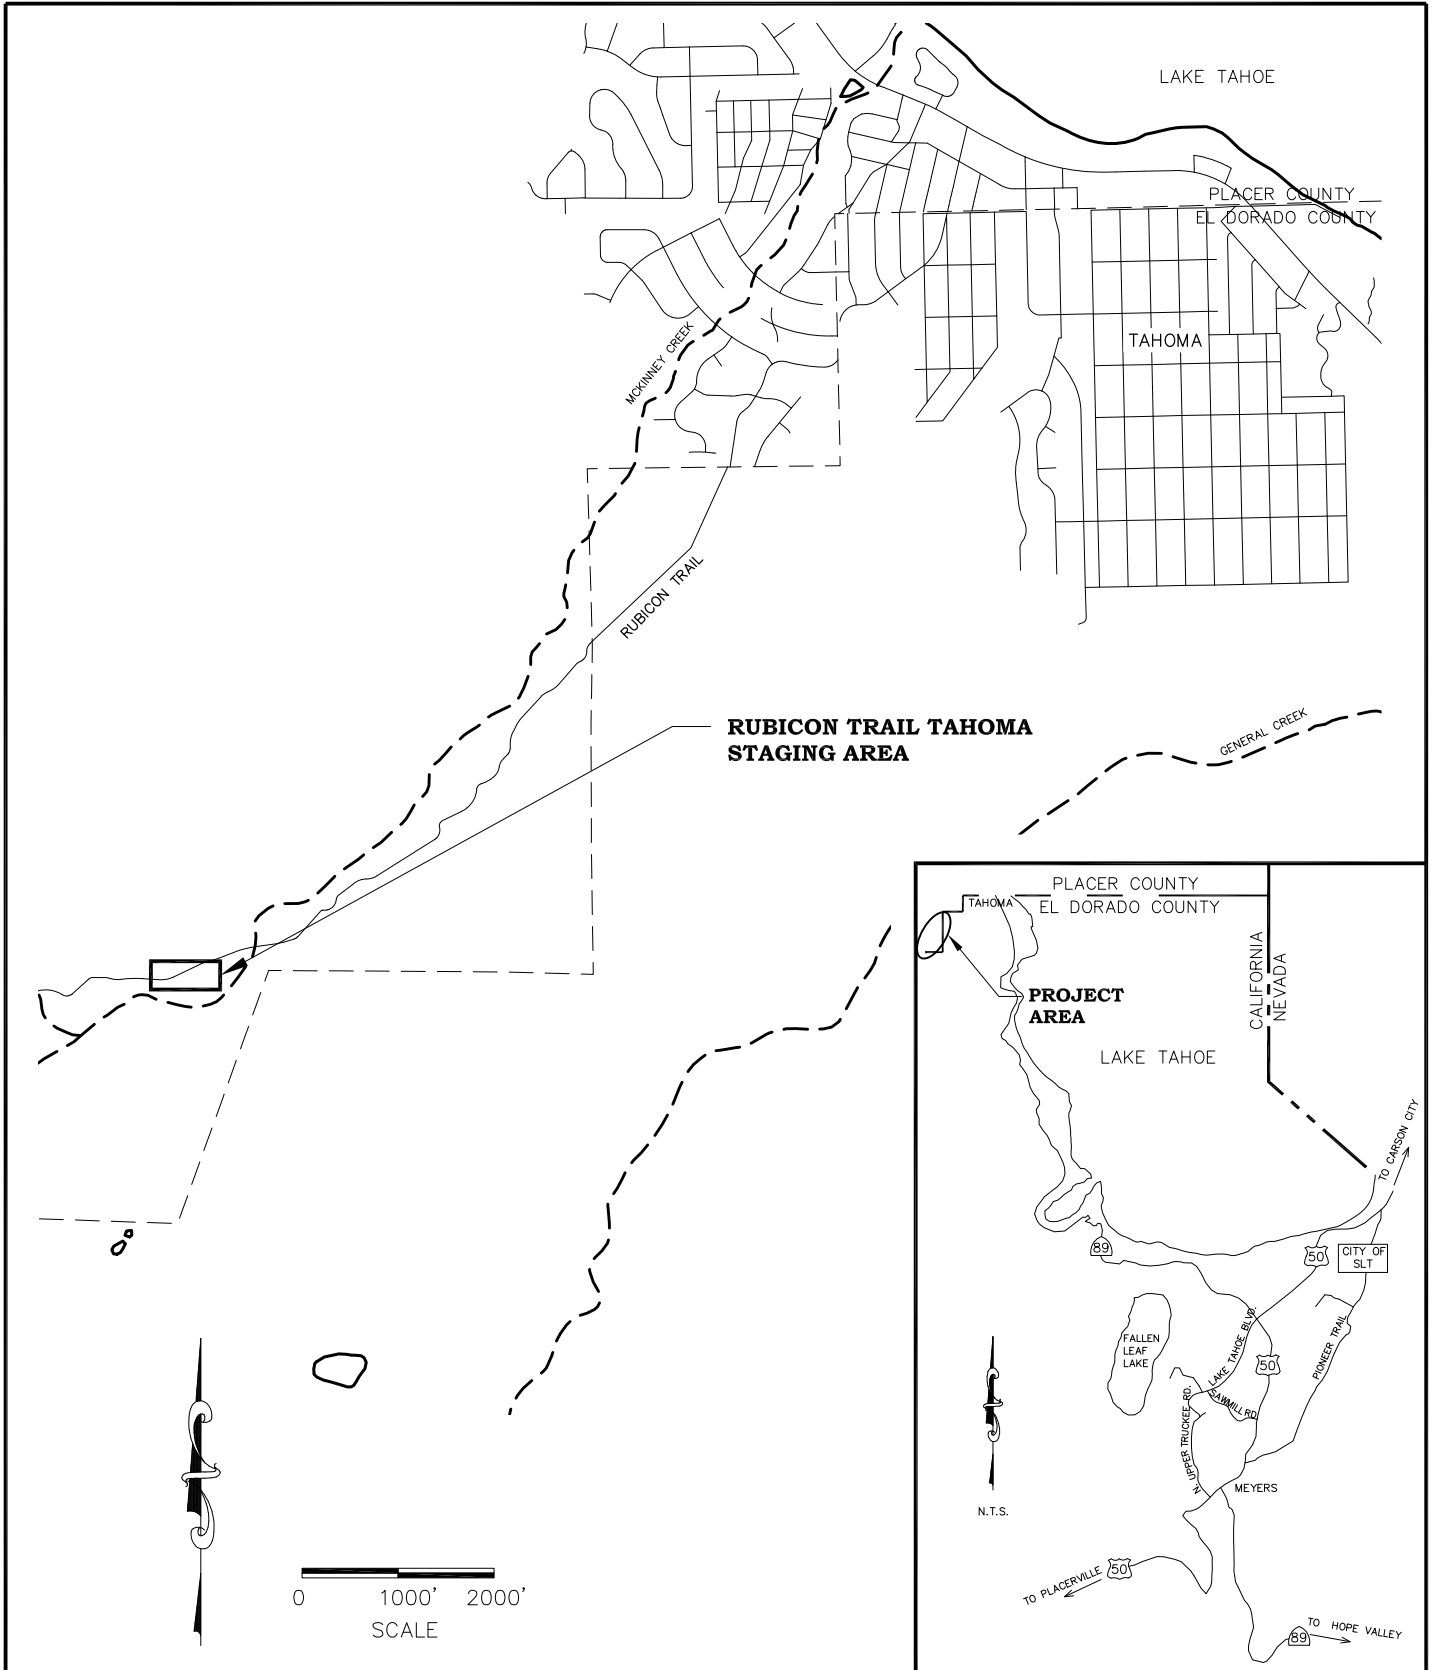 LAKE TAHOE
PLACER COUNTY
EL DORADO COUNTY
TAHOMA
MCKINNEY CREEK
RUBICON TRAIL
RUBICON TRAIL TAHOMA
STAGING AREA
GENERAL CREEK
0 1000' 2000'
SCALE
PLACER COUNTY
TAHOMA
EL DORADO COUNTY
CALIFORNIA
NEVADA
PROJECT
AREA
LAKE TAHOE
TO CARSON CITY
89
50
CITY OF
SLT
FALLEN
LEAF
LAKE
LAKE TAHOE BLVD.
50
PIONEER TRAIL
SAWMILL RD.
N. UPPER TRUCKEE RD.
MEYERS
N.T.S.
50
TO PLACERVILLE
TO HOPE VALLEY
89